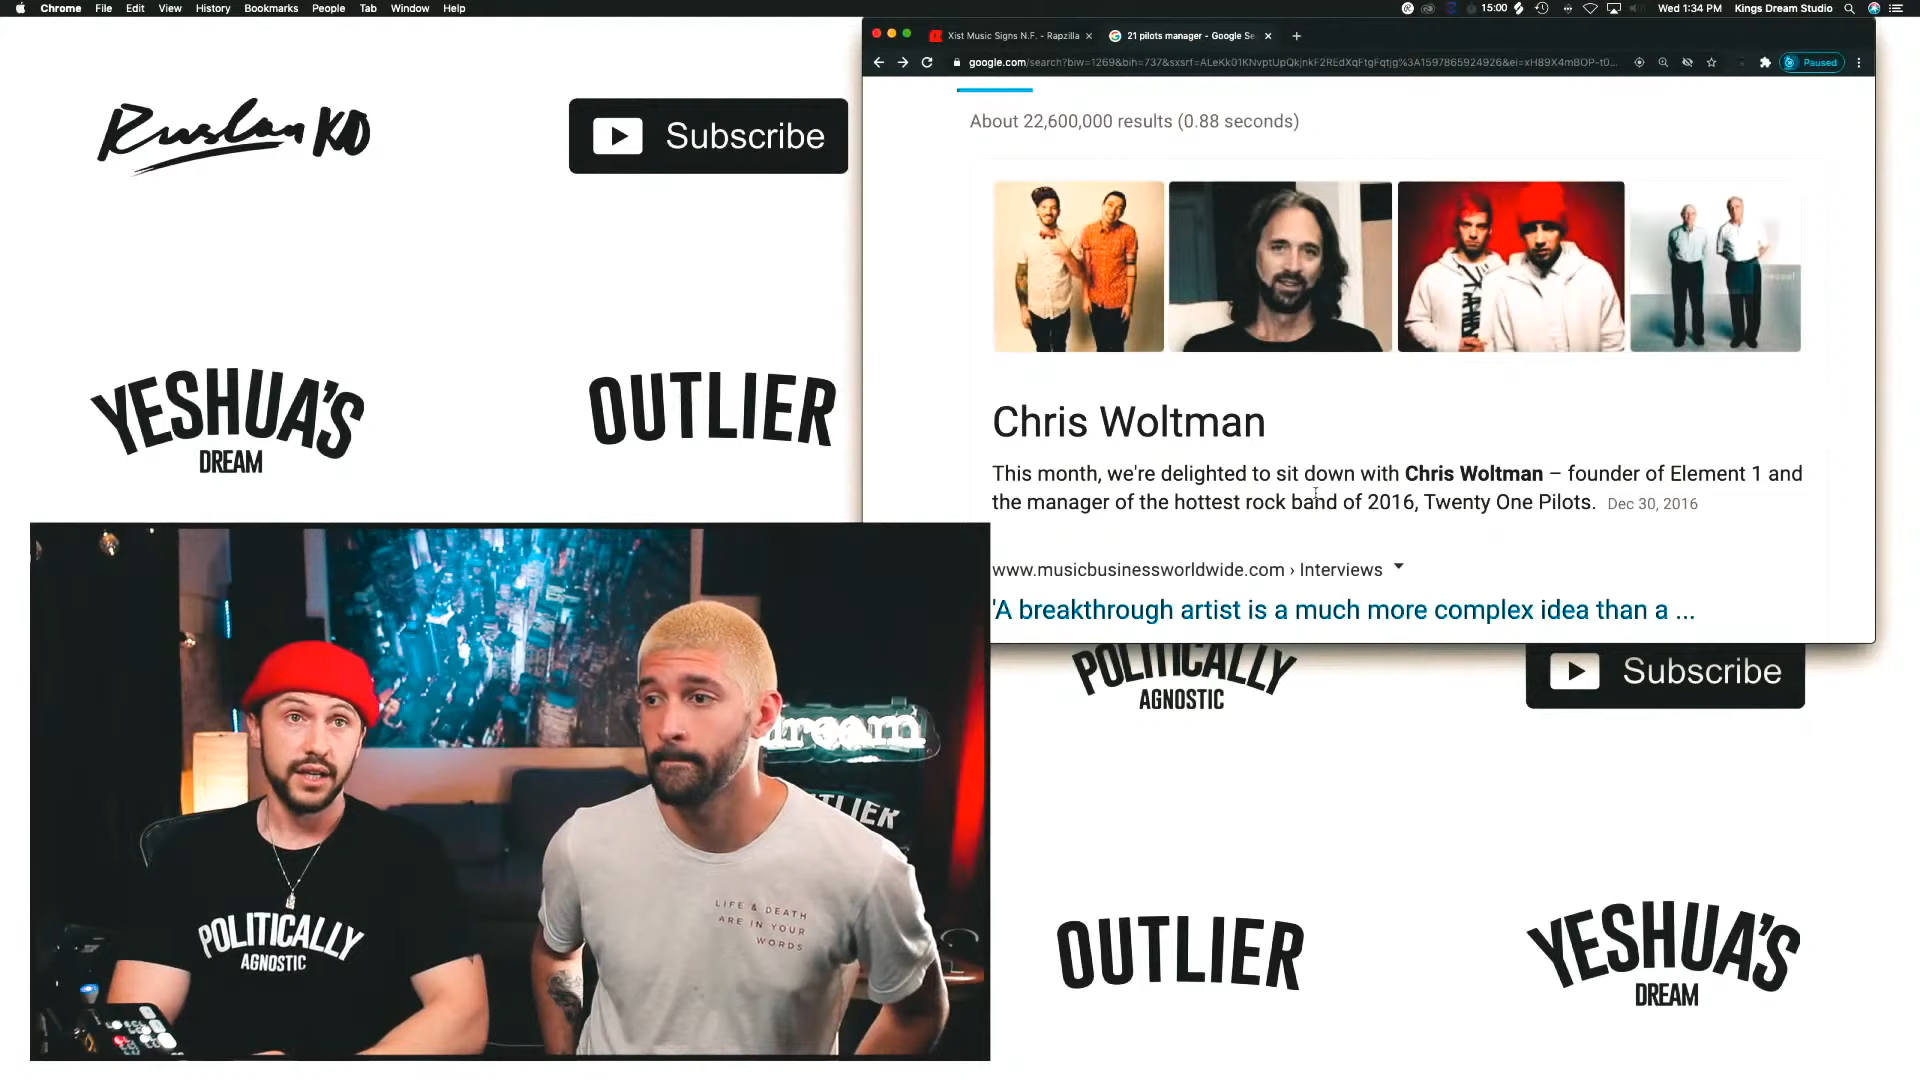 Chrome File Edit View History Bookmarks People Tab Window Help
15:00 Wed 1:34 PM Kings Dream Studio
Xist Music Signs N.F. - Rapzilla
21 pilots manager - Google Se
Paused
About 22,600,000 results (0.88 seconds)
Ruslan KD
Subscribe
YESHUA'S
DREAM
OUTLIER
Chris Woltman
This month, we're delighted to sit down with Chris Woltman – founder of Element 1 and
the manager of the hottest rock band of 2016, Twenty One Pilots. Dec 30, 2016
www.musicbusinessworldwide.com › Interviews
'A breakthrough artist is a much more complex idea than a ...
POLITICALLY
AGNOSTIC
Subscribe
dream
POLITICALLY
AGNOSTIC
LIFE & DEATH
ARE IN YOUR
WORDS
OUTLIER
YESHUA'S
DREAM